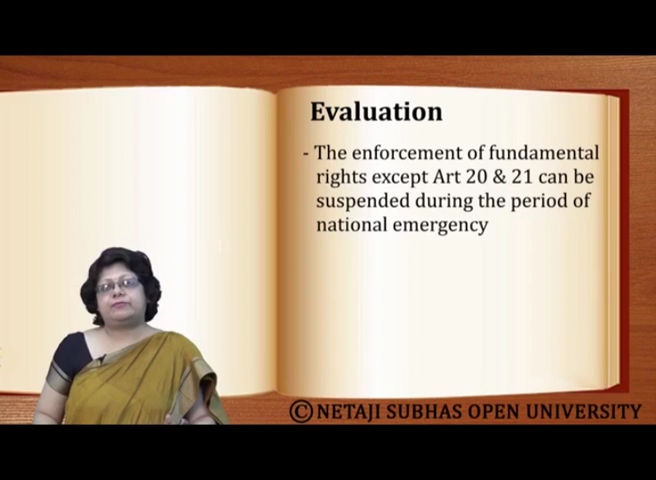 Evaluation
- The enforcement of fundamental
rights except Art 20 & 21 can be
suspended during the period of
national emergency
© NETAJI SUBHAS OPEN UNIVERSITY